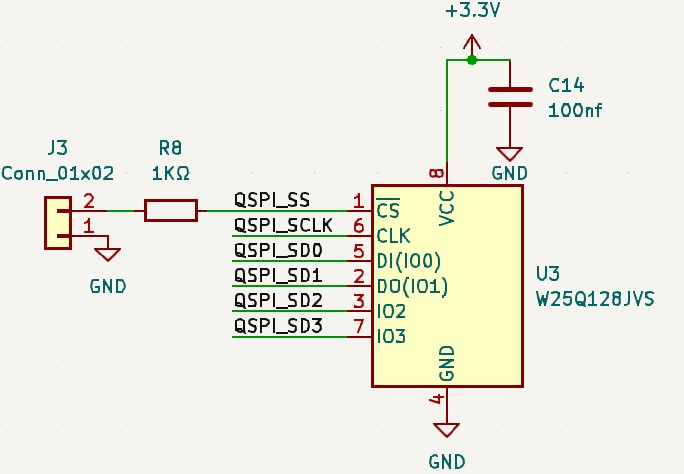 +3.3V
C14
100nf
GND
J3
Conn_01x02
R8
1KΩ
2
1
GND
QSPI_SS
QSPI_SCLK
QSPI_SD0
QSPI_SD1
QSPI_SD2
QSPI_SD3
1
6
5
2
3
7
8
VCC
CS
CLK
DI(IO0)
DO(IO1)
IO2
IO3
GND
4
U3
W25Q128JVS
GND